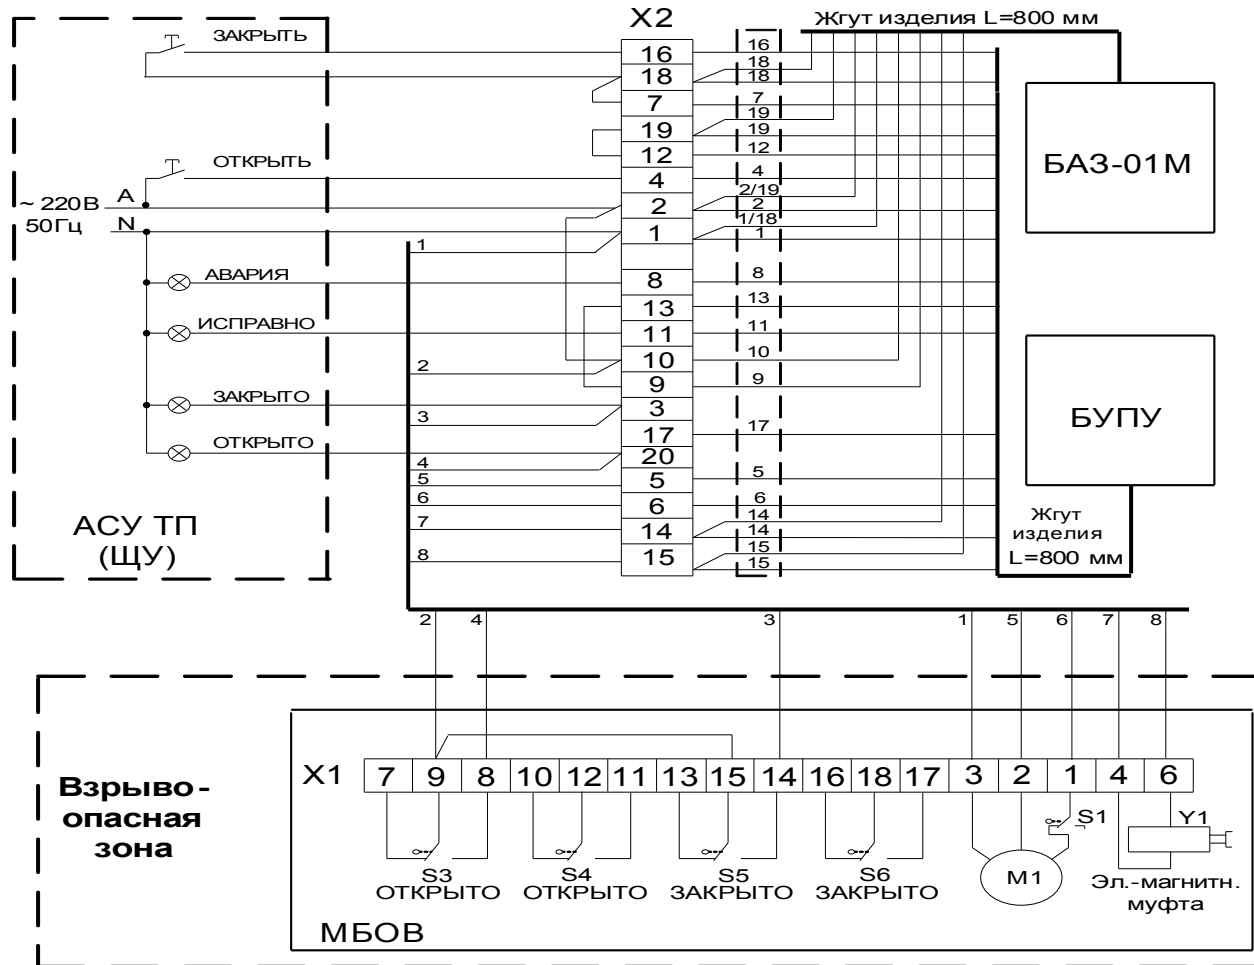 X2
Жгут изделия L=800 мм
ЗАКРЫТЬ
16
16
18
18
18
7
7
19
19
19
12
12
БАЗ-01М
ОТКРЫТЬ
4
4
~ 220В
A
2/19
2
2
50Гц
N
1/18
1
1
1
АВАРИЯ
8
8
13
13
ИСПРАВНО
11
11
2
10
10
9
9
ЗАКРЫТО
3
3
БУПУ
ОТКРЫТО
17
17
4
20
5
5
5
6
6
6
АСУ ТП
(ЩУ)
7
14
14
14
8
15
15
15
Жгут
изделия
L=800 мм
2 4 3 1 5 6 7 8
Взрыво-
опасная
зона
X1 7 9 8 10 12 11 13 15 14 16 18 17 3 2 1 4 6
S1
Y1
S3
ОТКРЫТО
S4
ОТКРЫТО
S5
ЗАКРЫТО
S6
ЗАКРЫТО
М1
Эл.-магнитн.
муфта
МБОВ